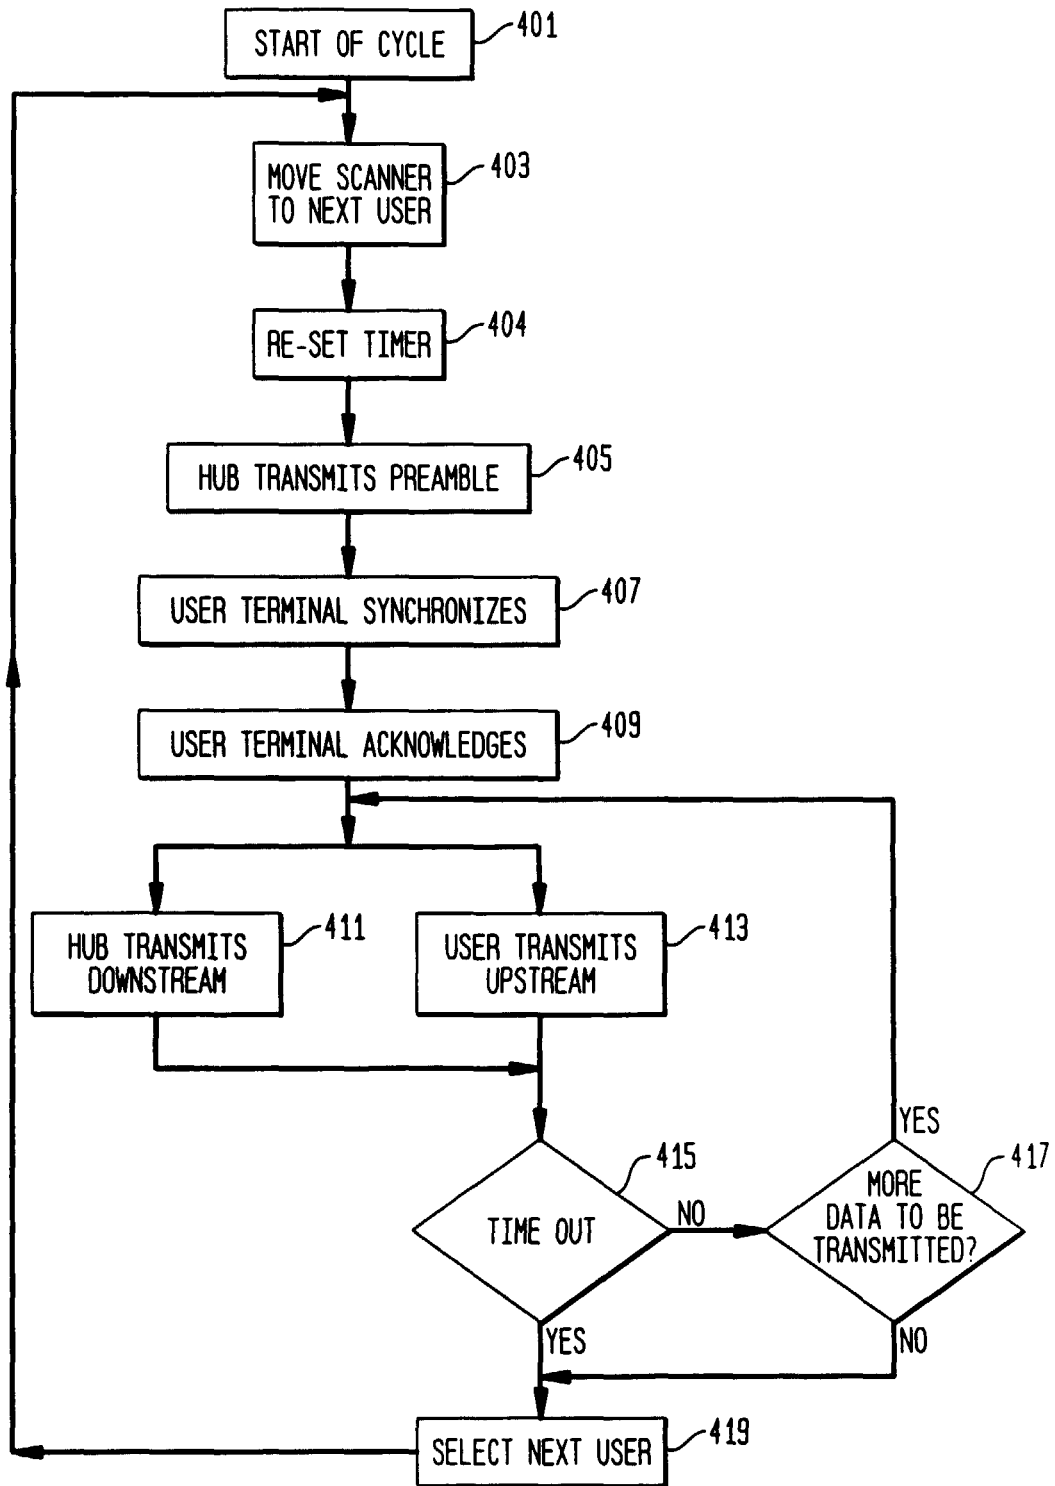 START OF CYCLE
401
MOVE SCANNER
TO NEXT USER
403
RE-SET TIMER
404
HUB TRANSMITS PREAMBLE
405
USER TERMINAL SYNCHRONIZES
407
USER TERMINAL ACKNOWLEDGES
409
HUB TRANSMITS
DOWNSTREAM
411
USER TRANSMITS
UPSTREAM
413
TIME OUT
415
NO
YES
MORE
DATA TO BE
TRANSMITTED?
417
YES
NO
SELECT NEXT USER
419